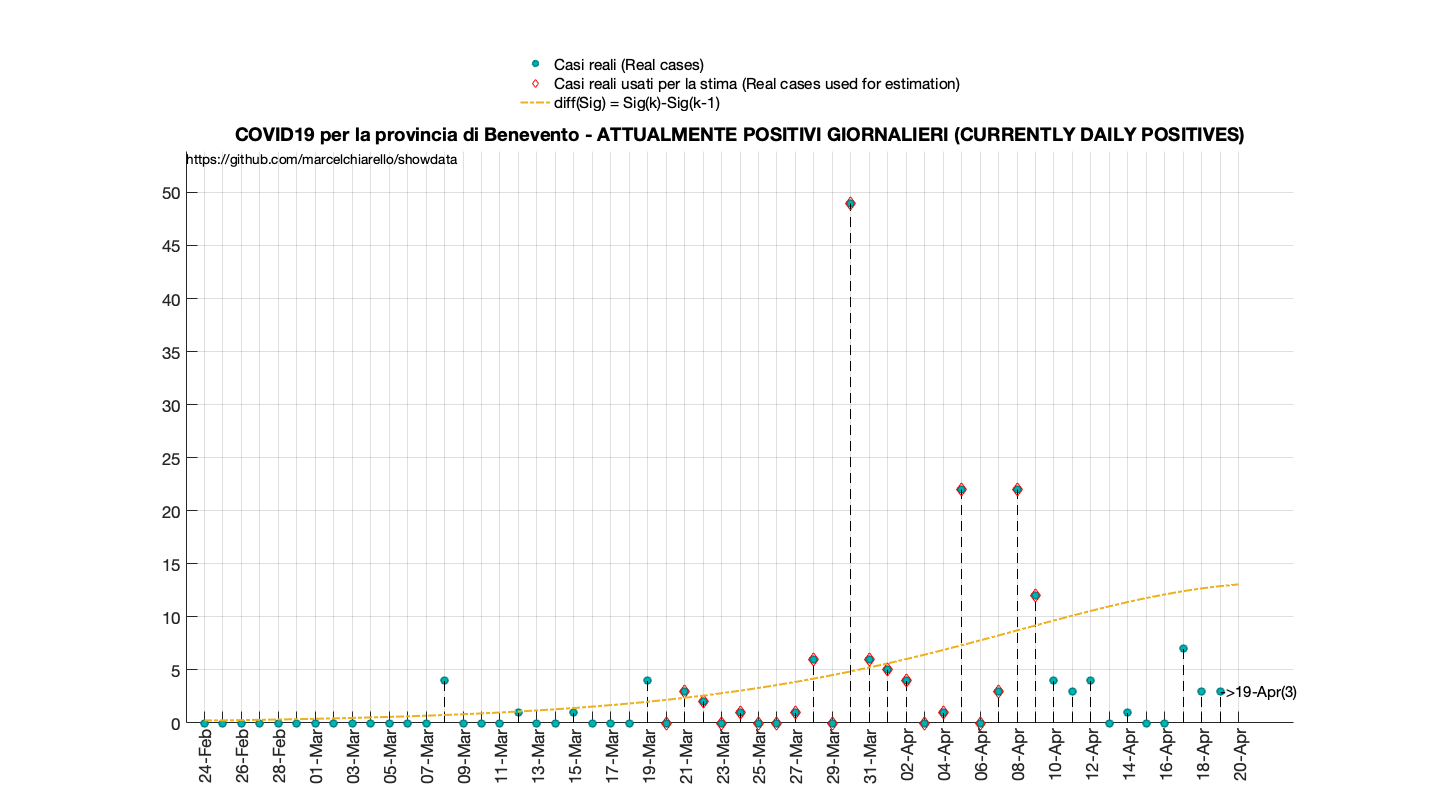 Casi reali (Real cases)
Casi reali usati per la stima (Real cases used for estimation)
diff(Sig) = Sig(k)-Sig(k-1)
COVID19 per la provincia di Benevento - ATTUALMENTE POSITIVI GIORNALIERI (CURRENTLY DAILY POSITIVES)
https://github.com/marcelchiarello/showdata
50
45
40
35
30
25
20
15
10
5
0
->19-Apr(3)
24-Feb
26-Feb
28-Feb
01-Mar
03-Mar
05-Mar
07-Mar
09-Mar
11-Mar
13-Mar
15-Mar
17-Mar
19-Mar
21-Mar
23-Mar
25-Mar
27-Mar
29-Mar
31-Mar
02-Apr
04-Apr
06-Apr
08-Apr
10-Apr
12-Apr
14-Apr
16-Apr
18-Apr
20-Apr